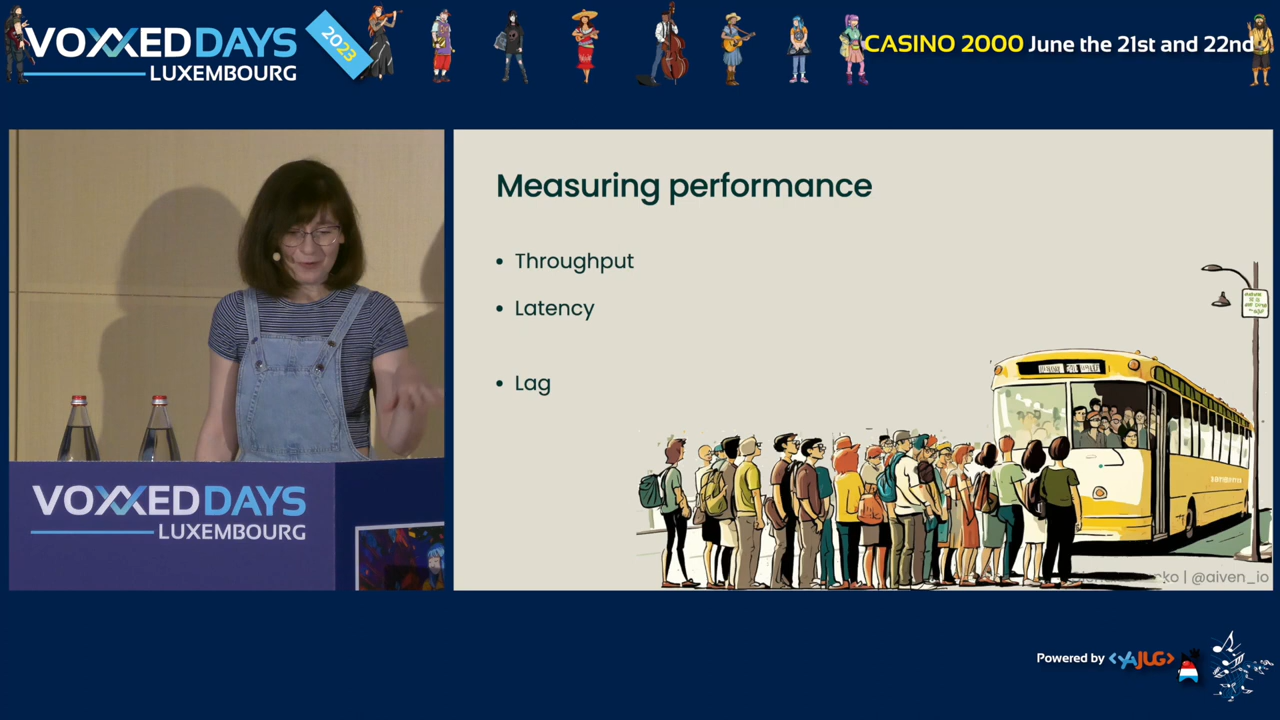 VOXXED DAYS
LUXEMBOURG
2023
CASINO 2000 June the 21st and 22nd
Measuring performance
• Throughput
• Latency
• Lag
| @aiven_io
VOXXED DAYS
LUXEMBOURG
Powered by <YAJUG>